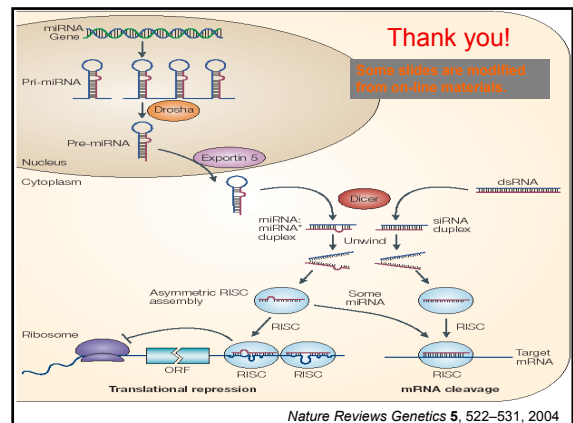 miRNA
Gene
Thank you!
Some slides are modified
from on-line materials.
Pri-miRNA
Drosha
Pre-miRNA
Exportin 5
Nucleus
Cytoplasm
Dicer
dsRNA
miRNA:
miRNA*
duplex
siRNA
duplex
Unwind
Asymmetric RISC
assembly
Some
miRNA
RISC
RISC
Ribosome
ORF
RISC
RISC
RISC
Target
mRNA
Translational repression
mRNA cleavage
Nature Reviews Genetics 5, 522–531, 2004